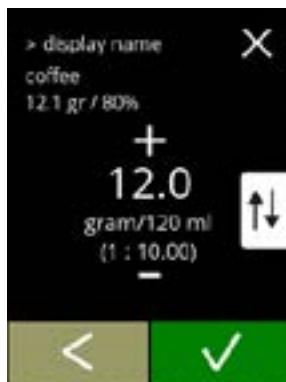 > display name
coffee
12.1 gr / 80%
+
12.0
gram/120 ml
(1 : 10.00)
-
<